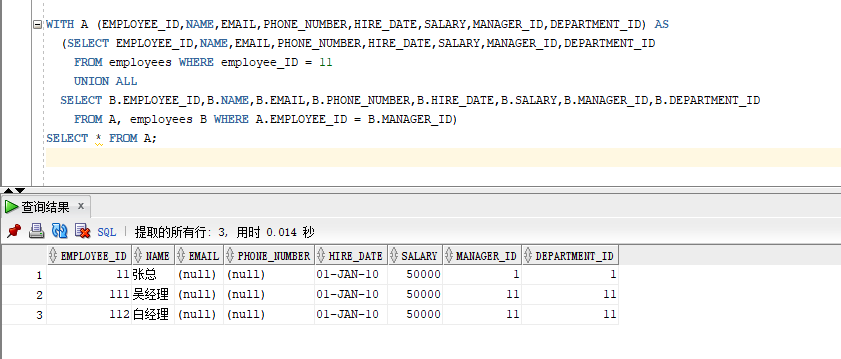 WITH A (EMPLOYEE_ID,NAME,EMAIL,PHONE_NUMBER,HIRE_DATE,SALARY,MANAGER_ID,DEPARTMENT_ID) AS
(SELECT EMPLOYEE_ID,NAME,EMAIL,PHONE_NUMBER,HIRE_DATE,SALARY,MANAGER_ID,DEPARTMENT_ID
FROM employees WHERE employee_ID = 11
UNION ALL
SELECT B.EMPLOYEE_ID,B.NAME,B.EMAIL,B.PHONE_NUMBER,B.HIRE_DATE,B.SALARY,B.MANAGER_ID,B.DEPARTMENT_ID
FROM A, employees B WHERE A.EMPLOYEE_ID = B.MANAGER_ID)
SELECT * FROM A;
查询结果 x
SQL | 提取的所有行: 3, 用时 0.014 秒
EMPLOYEE_ID NAME EMAIL PHONE_NUMBER HIRE_DATE SALARY MANAGER_ID DEPARTMENT_ID
1 11 张总 (null) (null) 01-JAN-10 50000 1 1
2 111 吴经理 (null) (null) 01-JAN-10 50000 11 11
3 112 白经理 (null) (null) 01-JAN-10 50000 11 11